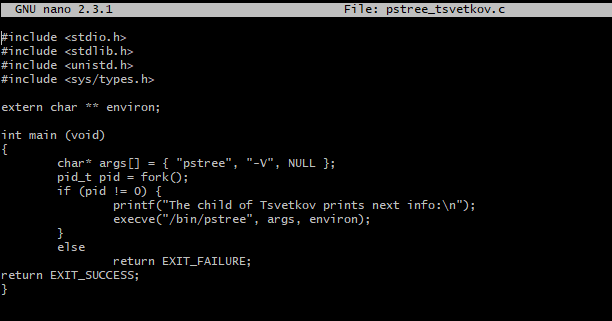 GNU nano 2.3.1 File: pstree_tsvetkov.c
#include <stdio.h>
#include <stdlib.h>
#include <unistd.h>
#include <sys/types.h>
extern char ** environ;
int main (void)
{
char* args[] = { "pstree", "-V", NULL };
pid_t pid = fork();
if (pid != 0) {
printf("The child of Tsvetkov prints next info:\n");
execve("/bin/pstree", args, environ);
}
else
return EXIT_FAILURE;
return EXIT_SUCCESS;
}